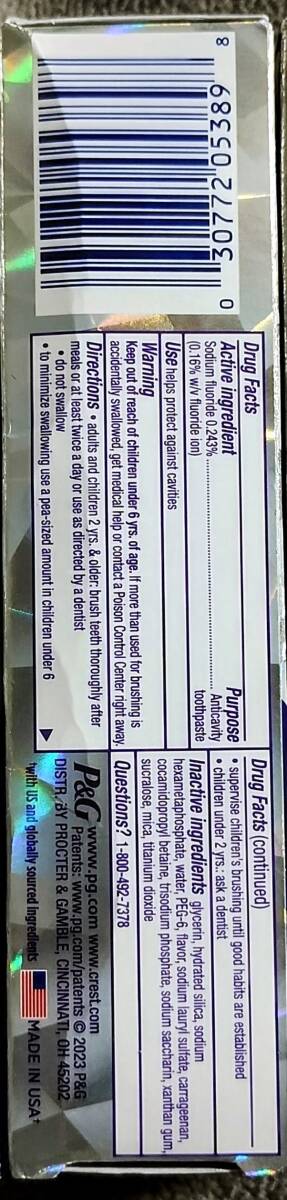 8 30772 05389 0
Drug Facts
Active ingredient Purpose
Sodium fluoride 0.243%............................ Anticavity
(0.16% w/v fluoride ion) toothpaste
Use helps protect against cavities
Warning
Keep out of reach of children under 6 yrs. of age. If more than used for brushing is
accidentally swallowed, get medical help or contact a Poison Control Center right away.
Directions • adults and children 2 yrs. & older: brush teeth thoroughly after
meals or at least twice a day or use as directed by a dentist
• do not swallow
• to minimize swallowing use a pea-sized amount in children under 6
Drug Facts (continued)
• supervise children's brushing until good habits are established
• children under 2 yrs.: ask a dentist
Inactive ingredients glycerin, hydrated silica, sodium
hexametaphosphate, water, PEG-6, flavor, sodium lauryl sulfate, carrageenan,
cocamidopropyl betaine, trisodium phosphate, sodium saccharin, xanthan gum,
sucralose, mica, titanium dioxide
Questions? 1-800-492-7378
P&G www.pg.com www.crest.com
Patents: www.pg.com/patents © 2023 P&G
DISTR. BY PROCTER & GAMBLE, CINCINNATI, OH 45202
†with US and globally sourced ingredients MADE IN USA†